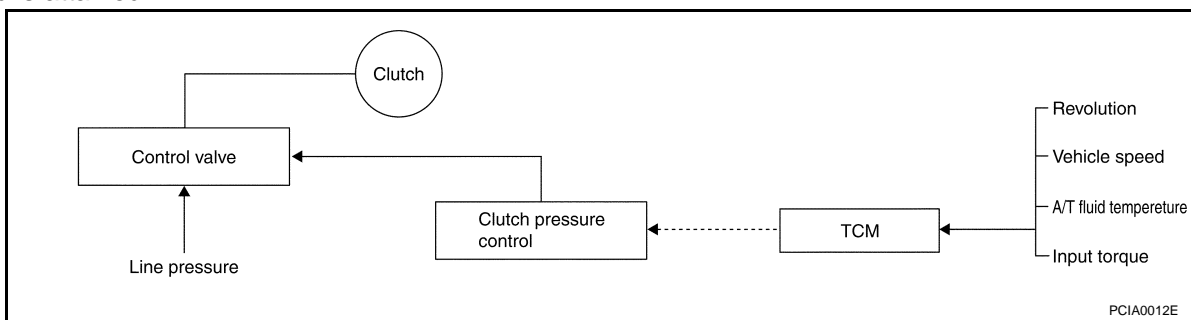 Clutch
Revolution
Control valve
Vehicle speed
A/T fluid tempereture
Clutch pressure
control
TCM
Input torque
Line pressure
PCIA0012E